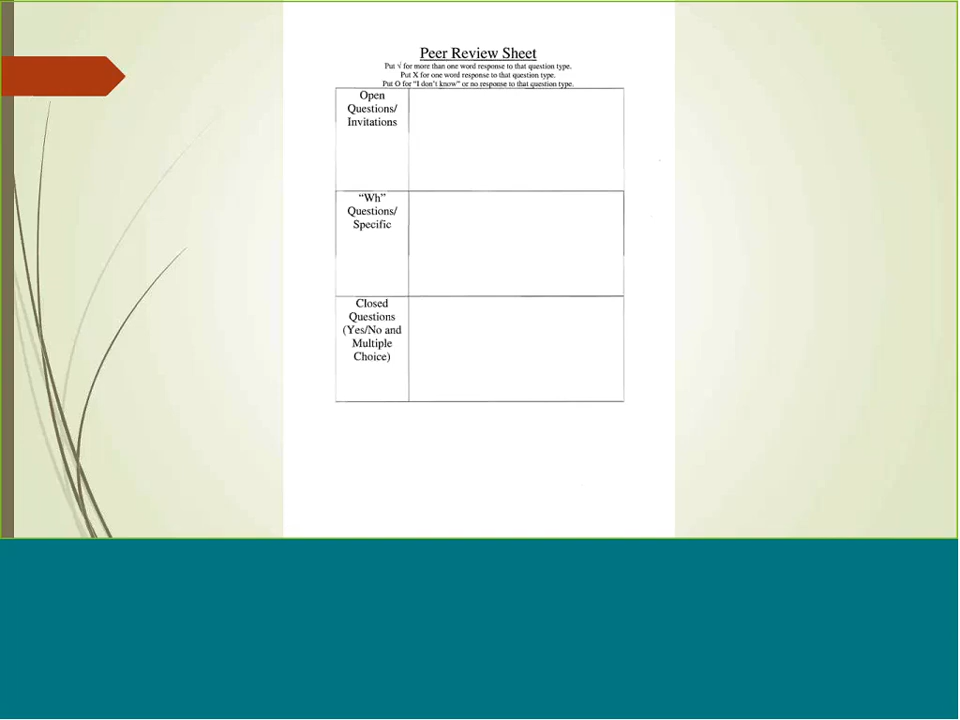 Peer Review Sheet
Put √ for more than one word response to that question type.
Put X for one word response to that question type.
Put O for “I don’t know” or no response to that question type.
Open
Questions/
Invitations
“Wh”
Questions/
Specific
Closed
Questions
(Yes/No and
Multiple
Choice)